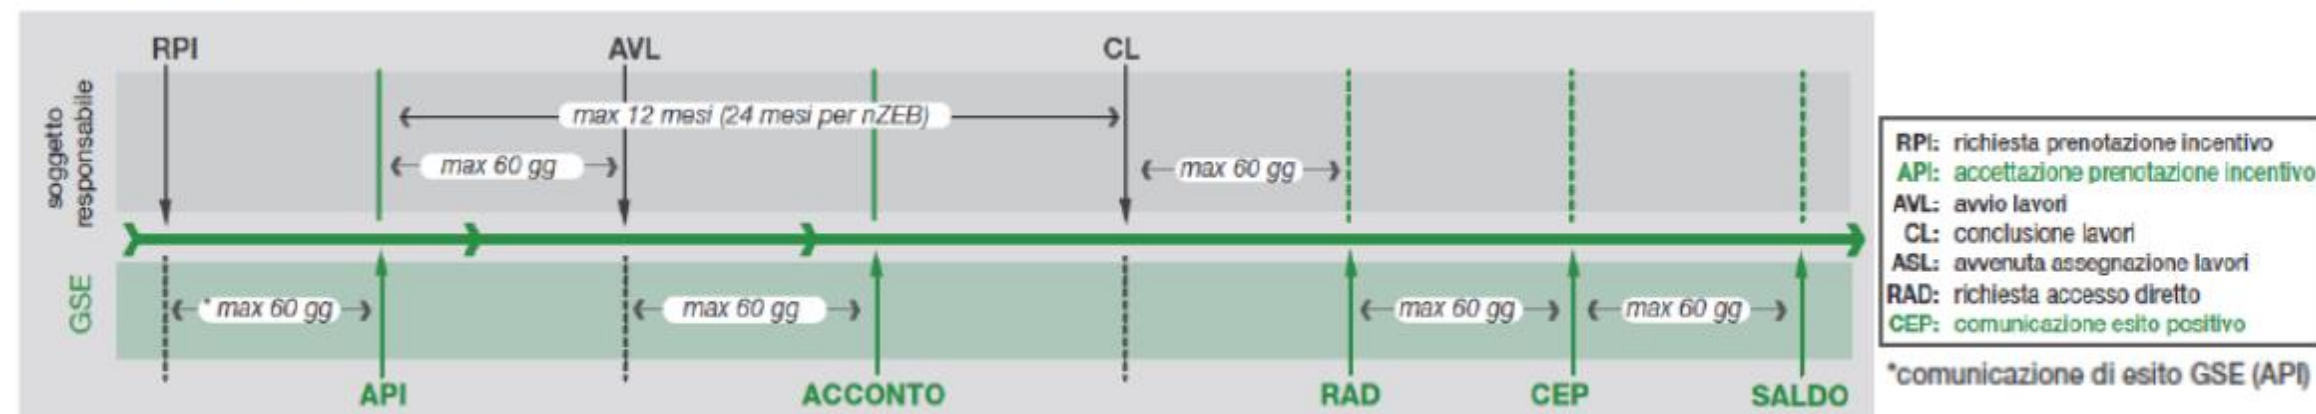 RPI AVL CL
soggetto
responsabile
max 12 mesi (24 mesi per nZEB)
max 60 gg
max 60 gg
GSE
* max 60 gg
max 60 gg
max 60 gg
max 60 gg
API ACCONTO RAD CEP SALDO
RPI: richiesta prenotazione incentivo
API: accettazione prenotazione incentivo
AVL: avvio lavori
CL: conclusione lavori
ASL: avvenuta assegnazione lavori
RAD: richiesta accesso diretto
CEP: comunicazione esito positivo
*comunicazione di esito GSE (API)